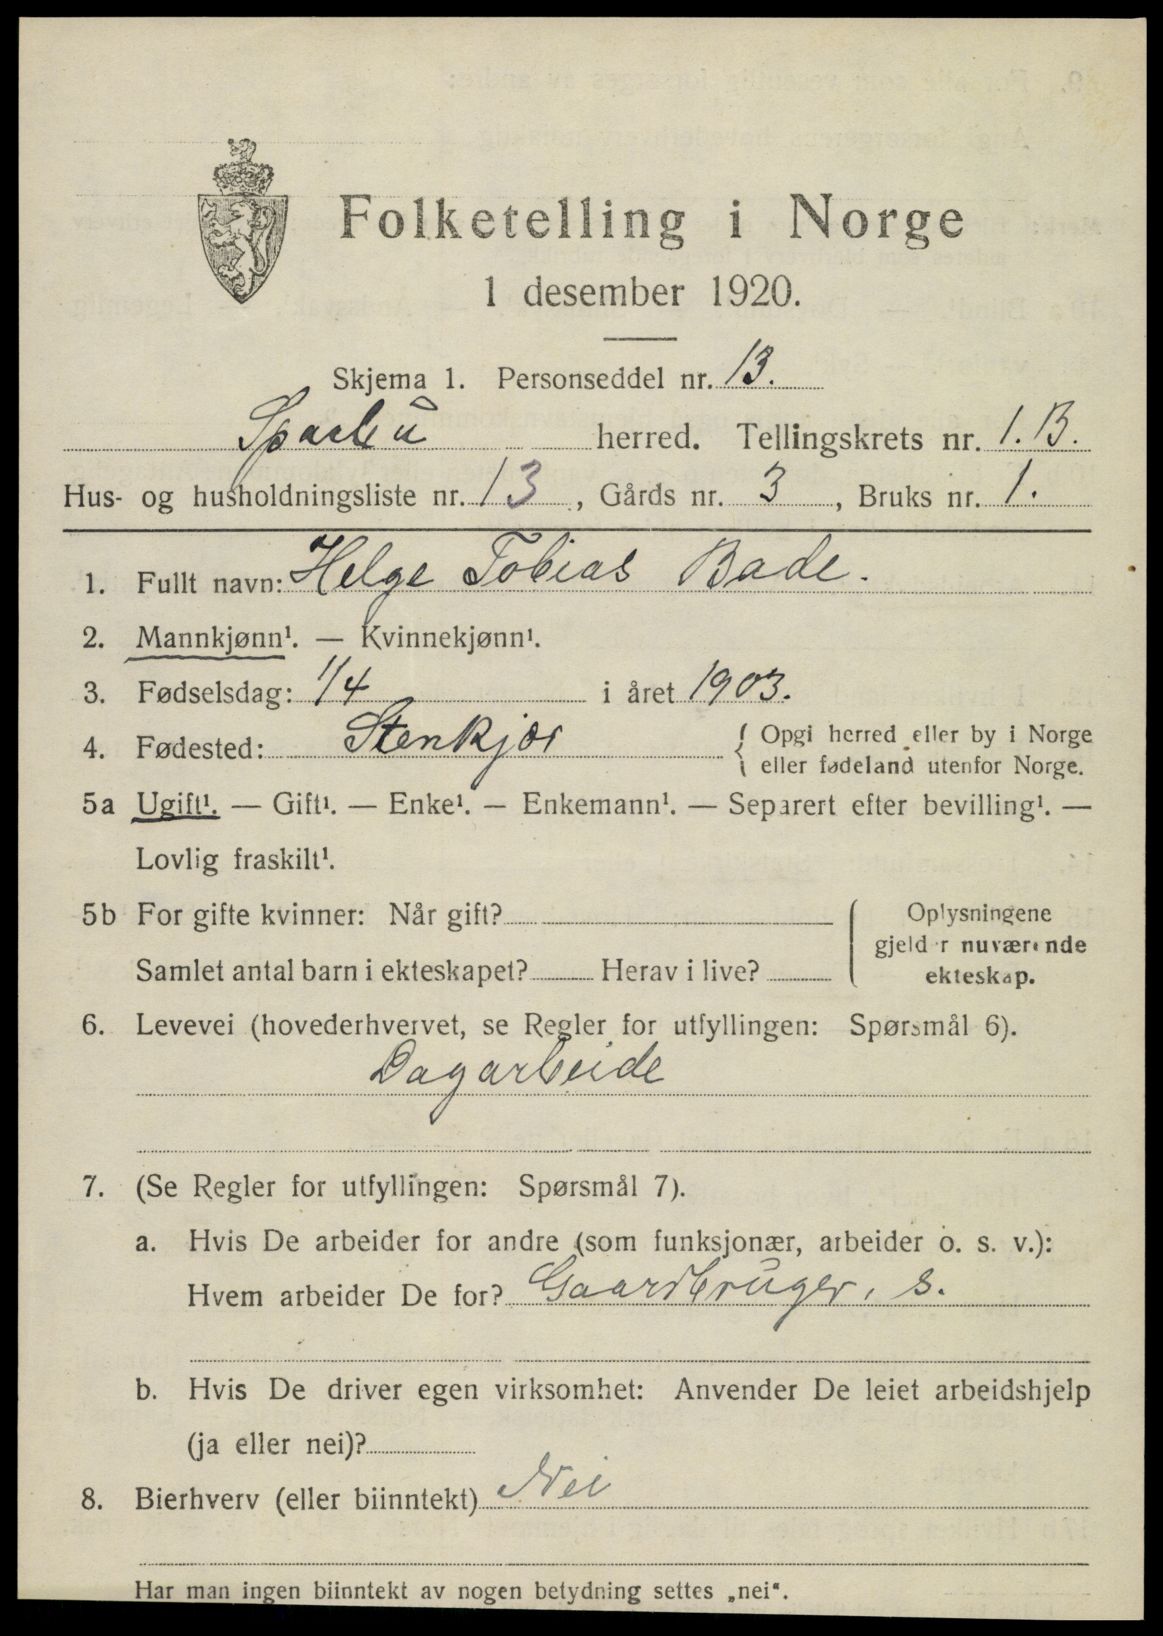 Folketelling i Norge
1 desember 1920.
Skjema 1. Personseddel nr. 13.
Sparbu herred. Tellingskrets nr. 1.B.
Hus- og husholdningsliste nr. 13, Gårds nr. 3, Bruks nr. 1.
1. Fullt navn: Helge Tobias Bade.
2. Mannkjønn¹. — Kvinnekjønn¹.
3. Fødselsdag: 1/4 i året 1903.
4. Fødested: Stenkjær { Opgi herred eller by i Norge
eller fødeland utenfor Norge.
5a Ugift¹. — Gift¹. — Enke¹. — Enkemann¹. — Separert efter bevilling¹. —
Lovlig fraskilt¹.
5b For gifte kvinner: Når gift?
Samlet antal barn i ekteskapet? Herav i live?
Oplysningene
gjelder nuværende
ekteskap.
6. Levevei (hovederhvervet, se Regler for utfyllingen: Spørsmål 6).
Dagarbeide
7. (Se Regler for utfyllingen: Spørsmål 7).
a. Hvis De arbeider for andre (som funksjonær, arbeider o. s. v.):
Hvem arbeider De for? Gaardbruger, s.
b. Hvis De driver egen virksomhet: Anvender De leiet arbeidshjelp
(ja eller nei)?
8. Bierhverv (eller biinntekt) Nei
Har man ingen biinntekt av nogen betydning settes „nei“.